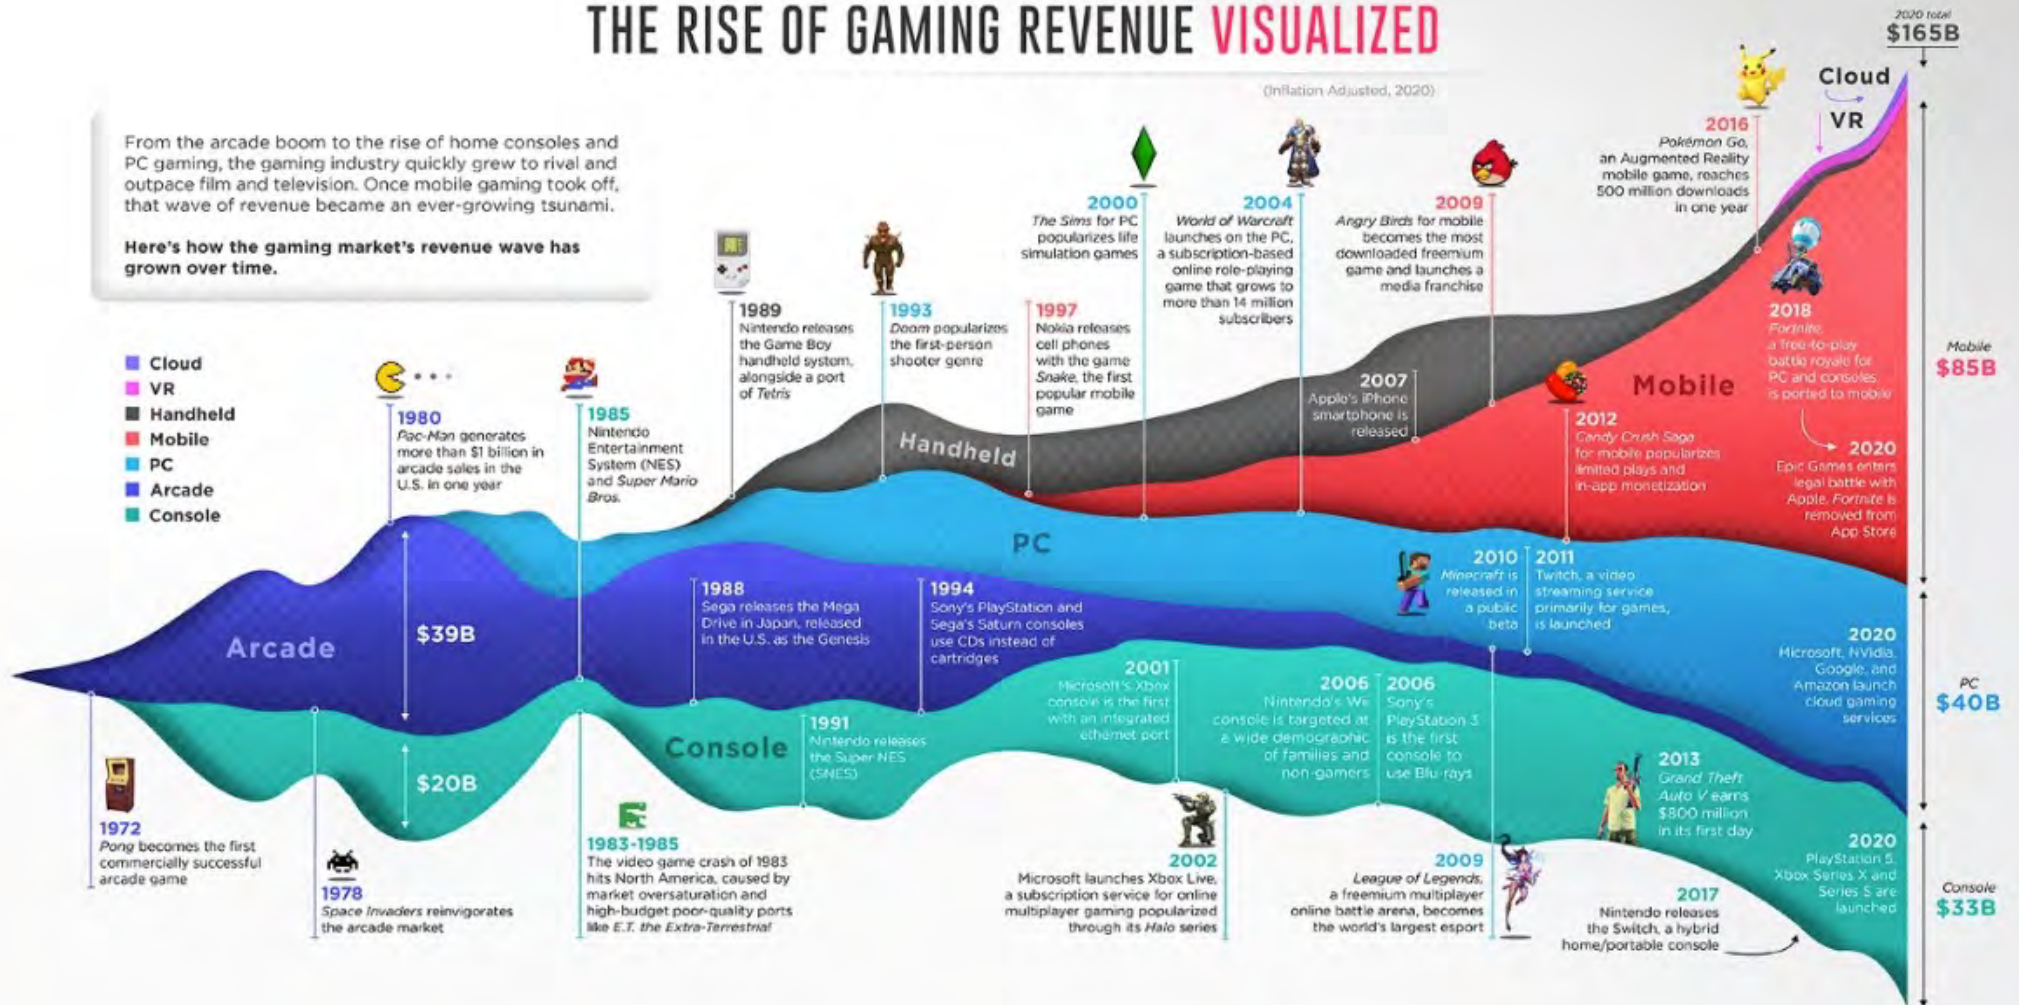 THE RISE OF GAMING REVENUE VISUALIZED
(Inflation Adjusted, 2020)
2020 total
$165B
From the arcade boom to the rise of home consoles and
PC gaming, the gaming industry quickly grew to rival and
outpace film and television. Once mobile gaming took off,
that wave of revenue became an ever-growing tsunami.
Here's how the gaming market's revenue wave has
grown over time.
Cloud
VR
Handheld
Mobile
PC
Arcade
Console
1980
Pac-Man generates
more than $1 billion in
arcade sales in the
U.S. in one year
1985
Nintendo
Entertainment
System (NES)
and Super Mario
Bros.
1989
Nintendo releases
the Game Boy
handheld system,
alongside a port
of Tetris
1993
Doom popularizes
the first-person
shooter genre
1997
Nokia releases
cell phones
with the game
Snake, the first
popular mobile
game
2000
The Sims for PC
popularizes life
simulation games
2004
World of Warcraft
launches on the PC,
a subscription-based
online role-playing
game that grows to
more than 14 million
subscribers
2009
Angry Birds for mobile
becomes the most
downloaded freemium
game and launches a
media franchise
2016
Pokémon Go,
an Augmented Reality
mobile game, reaches
500 million downloads
in one year
Cloud
VR
2007
Apple's iPhone
smartphone is
released
Mobile
2012
Candy Crush Saga
for mobile popularizes
limited plays and
in-app monetization
2018
Fortnite,
a free-to-play
battle royale for
PC and consoles
is ported to mobile
2020
Epic Games enters
legal battle with
Apple, Fortnite is
removed from
App Store
Mobile
$85B
Handheld
PC
2010
Minecraft is
released in
a public
beta
2011
Twitch, a video
streaming service
primarily for games,
is launched
2020
Microsoft, NVidia,
Google, and
Amazon launch
cloud gaming
services
PC
$40B
Arcade
$39B
1988
Sega releases the Mega
Drive in Japan, released
in the U.S. as the Genesis
1994
Sony's PlayStation and
Sega's Saturn consoles
use CDs instead of
cartridges
$20B
Console
1991
Nintendo releases
the Super NES
(SNES)
2001
Microsoft's Xbox
console is the first
with an integrated
ethernet port
2006
Nintendo's Wii
console is targeted at
a wide demographic
of families and
non-gamers
2006
Sony's
PlayStation 3
is the first
console to
use Blu-rays
2013
Grand Theft
Auto V earns
$800 million
in its first day
2020
PlayStation 5,
Xbox Series X and
Series S are
launched
Console
$33B
1972
Pong becomes the first
commercially successful
arcade game
1978
Space Invaders reinvigorates
the arcade market
1983-1985
The video game crash of 1983
hits North America, caused by
market oversaturation and
high-budget poor-quality ports
like E.T. the Extra-Terrestrial
2002
Microsoft launches Xbox Live,
a subscription service for online
multiplayer gaming popularized
through its Halo series
2009
League of Legends,
a freemium multiplayer
online battle arena, becomes
the world's largest esport
2017
Nintendo releases
the Switch, a hybrid
home/portable console